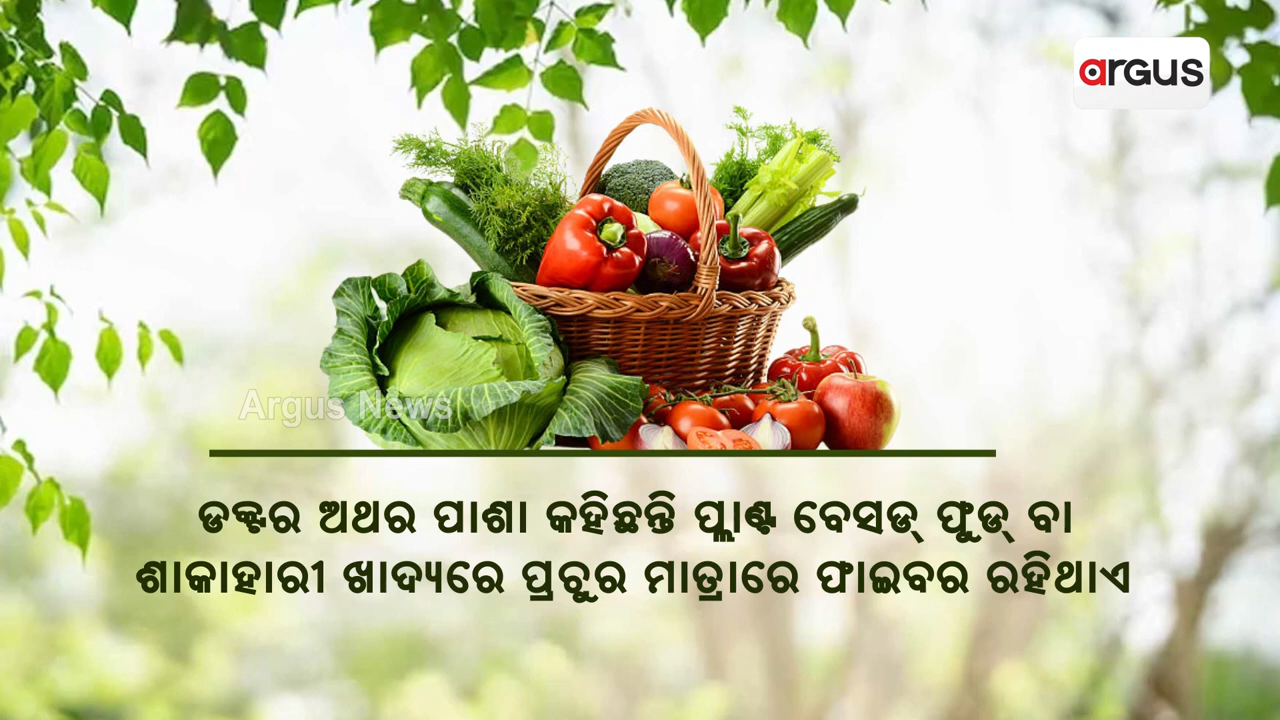 argus
Argus News
ଡକ୍ଟର ଅଥର ପାଶା କହିଛନ୍ତି ପ୍ଲାଣ୍ଟ ବେସଡ୍ ଫୁଡ୍ ବା
ଶାକାହାରୀ ଖାଦ୍ୟରେ ପ୍ରଚୁର ମାତ୍ରାରେ ଫାଇବର ରହିଥାଏ